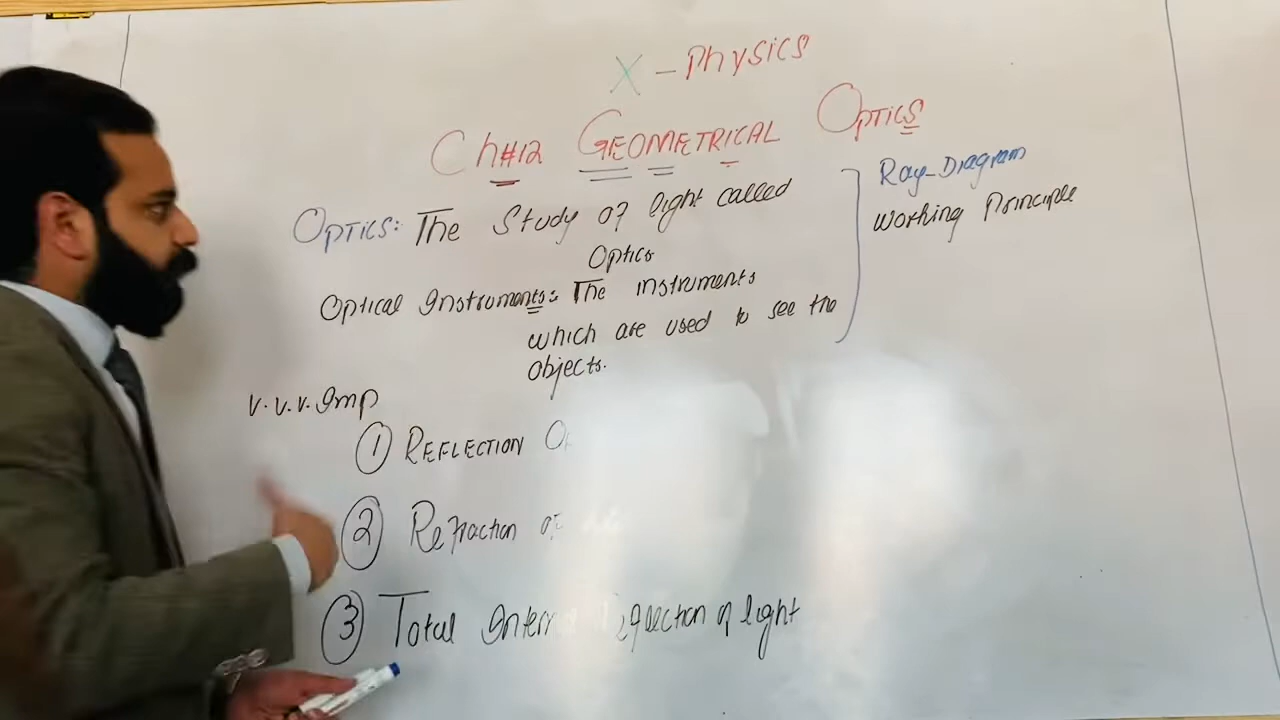 X - Physics
Ch#12 GEOMETRICAL OPTICS
OPTICS: The Study of light called
Optics
Optical Instruments: The instruments
which are used to see the
objects.
Ray-Diagram
Working Principle
V.V.V. Imp
① REFLECTION
② Refraction of
③ Total of light